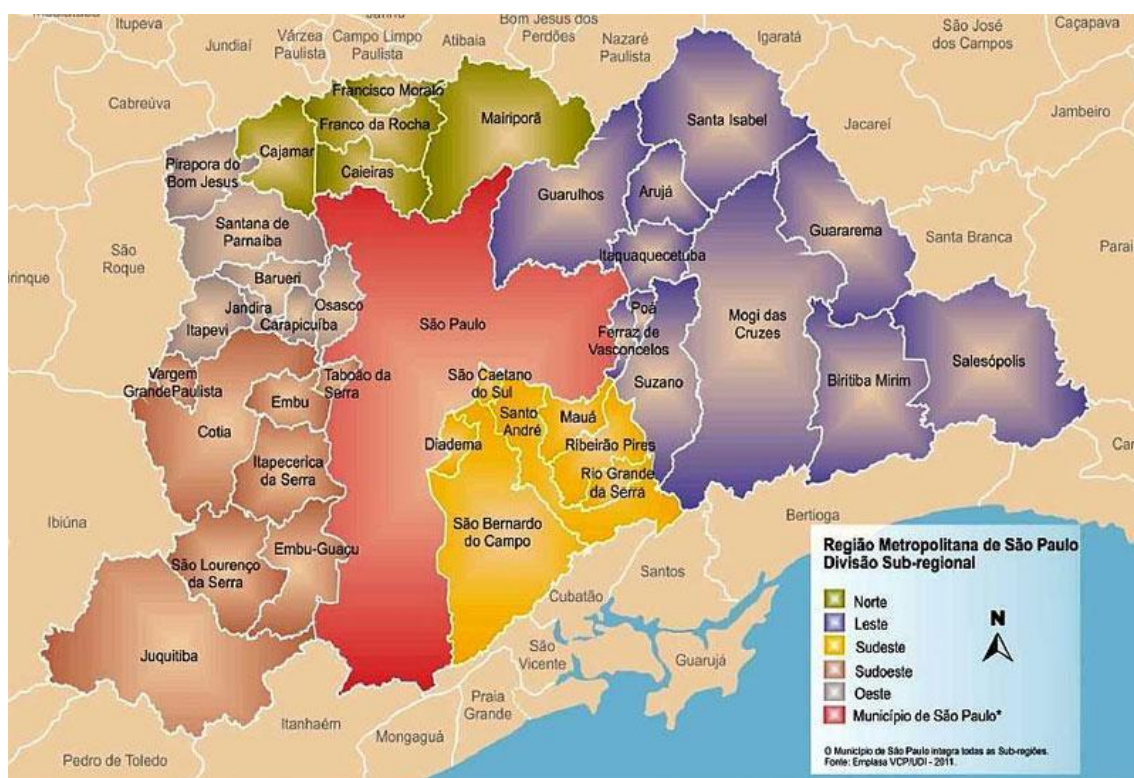 Itupeva
Jundiaí
Várzea
Paulista
Campo Limpo
Paulista
Atibaia
Bom Jesus dos
Perdões
Nazaré
Paulista
Igaratá
São José
dos Campos
Caçapava
Cabreúva
Jambeiro
Jacareí
Francisco Morato
Franco da Rocha
Mairiporã
Santa Isabel
Cajamar
Caieiras
Pirapora do
Bom Jesus
Guarulhos
Arujá
Santana de
Parnaíba
Guararema
Santa Branca
São
Roque
Itaquaquecetuba
Barueri
Jandira
Osasco
Carapicuíba
Itapevi
São Paulo
Poá
Ferraz de
Vasconcelos
Mogi das
Cruzes
Salesópolis
Vargem
Grande Paulista
Taboão da
Serra
São Caetano
do Sul
Suzano
Biritiba Mirim
Embu
Cotia
Santo
André
Mauá
Diadema
Ribeirão Pires
Itapecerica
da Serra
Rio Grande
da Serra
Ibiúna
São Bernardo
do Campo
Bertioga
Embu-Guaçu
São Lourenço
da Serra
Santos
Cubatão
Juquitiba
São
Vicente
Guarujá
Praia
Grande
Itanhaém
Mongaguá
Pedro de Toledo
Região Metropolitana de São Paulo
Divisão Sub-regional
Norte
Leste
Sudeste
Sudoeste
Oeste
Município de São Paulo*
N
O Município de São Paulo integra todas as Sub-regiões.
Fonte: Emplasa VCP/UDI - 2011.